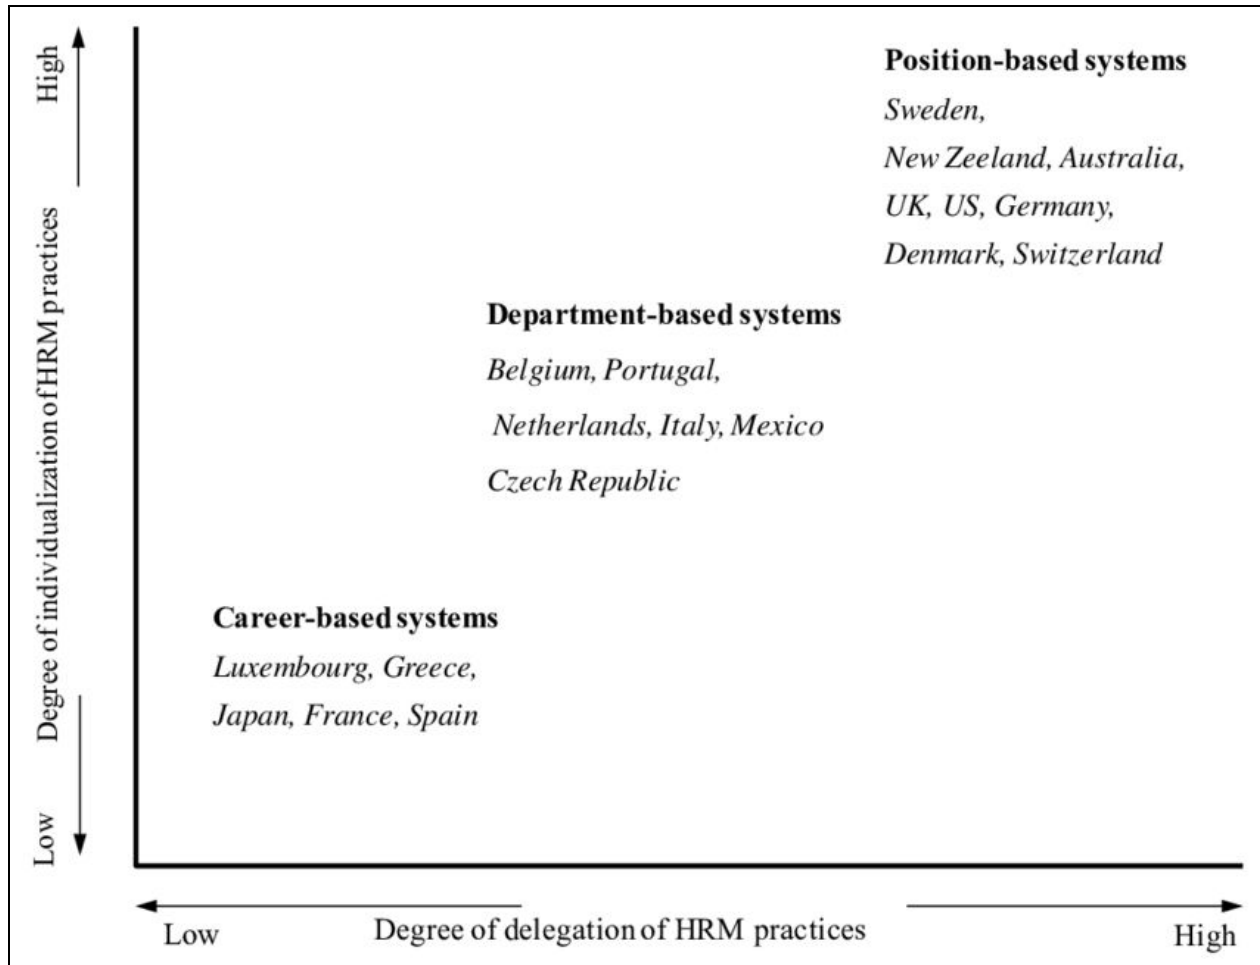 High
Degree of individualization of HRM practices
Low
Position-based systems
Sweden,
New Zeeland, Australia,
UK, US, Germany,
Denmark, Switzerland
Department-based systems
Belgium, Portugal,
Netherlands, Italy, Mexico
Czech Republic
Career-based systems
Luxembourg, Greece,
Japan, France, Spain
Low
Degree of delegation of HRM practices
High